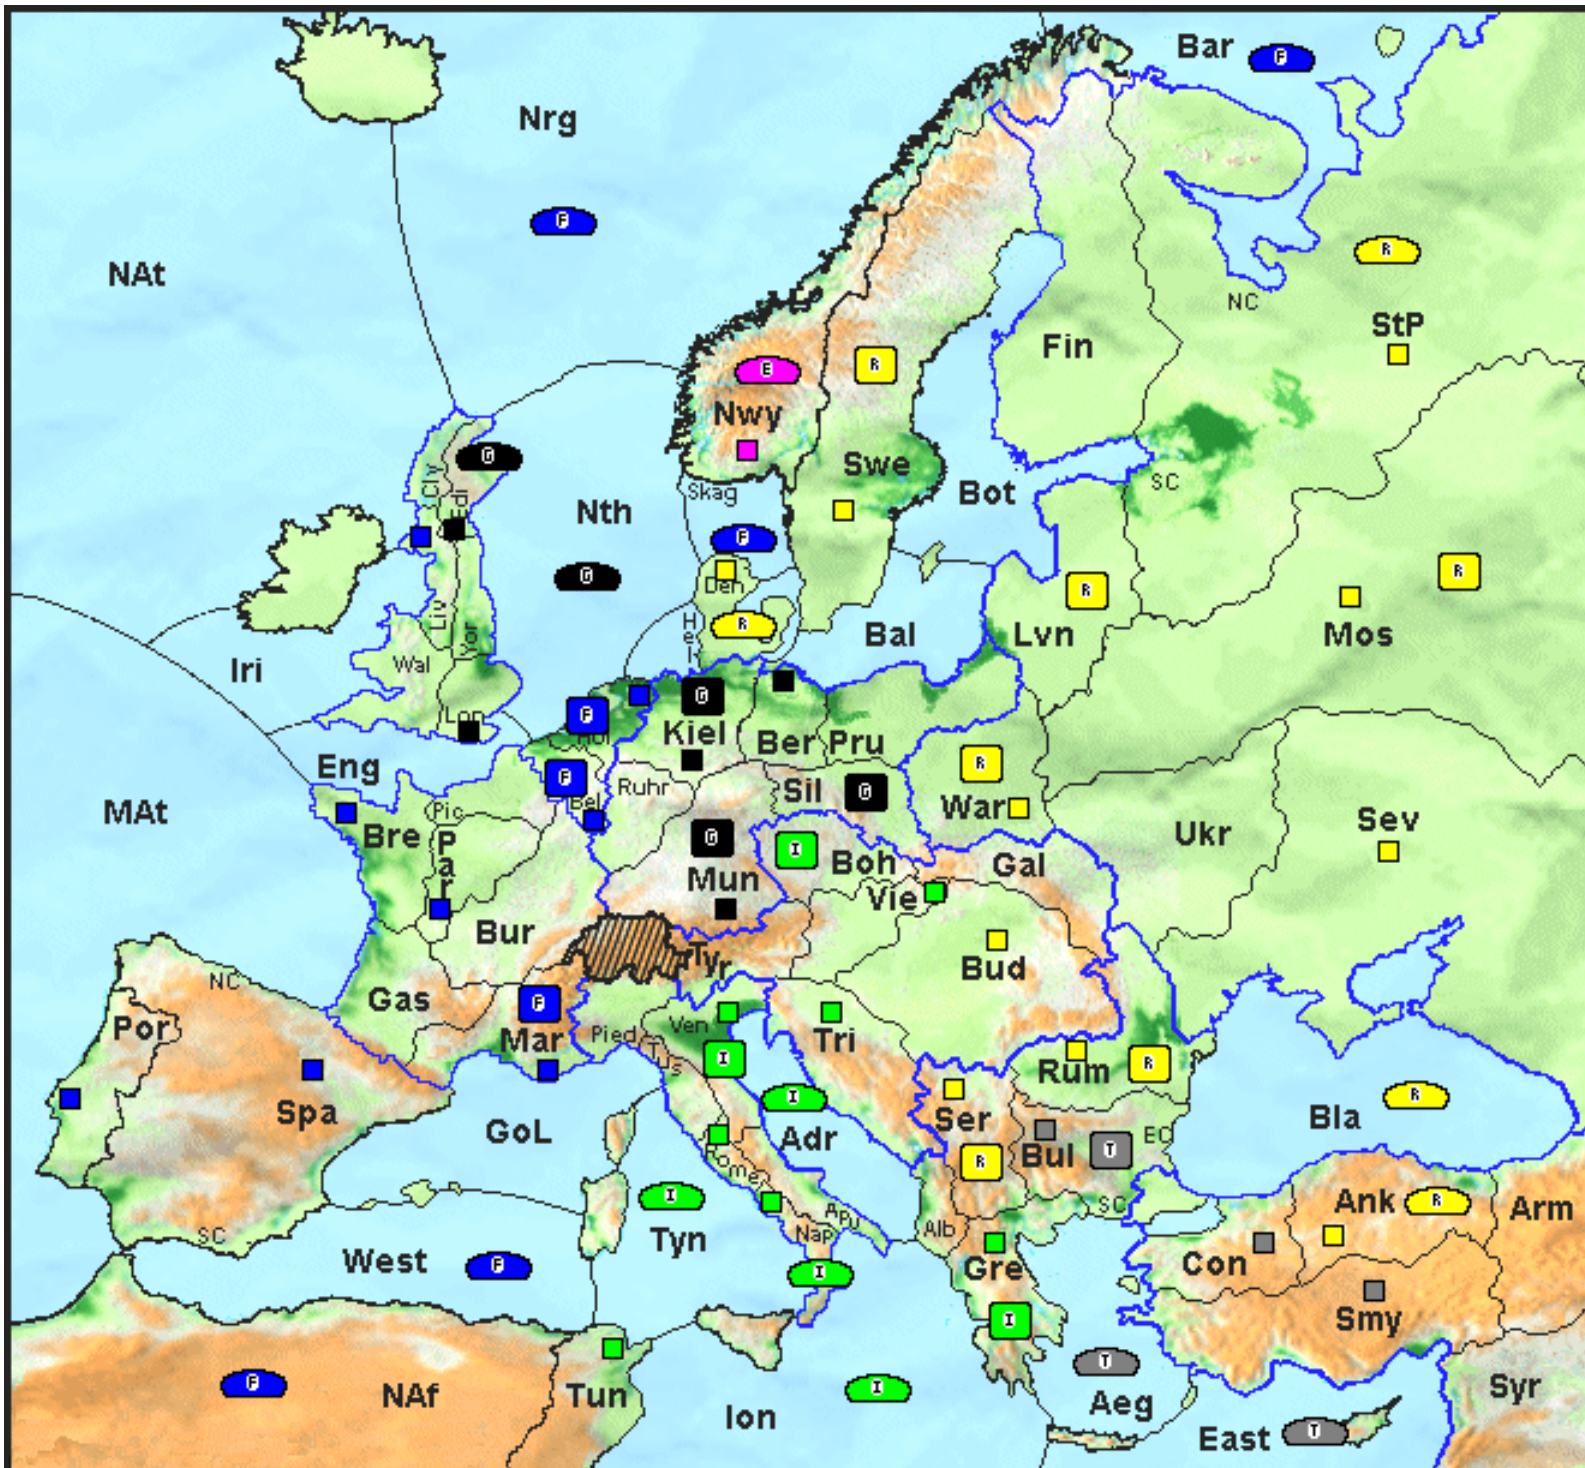 Bar
F
Nrg
F
NAt
R
NC
StP
Fin
E
R
Nwy
G
Cly
Edi
Swe
Skag
Bot
SC
Nth
F
G
Den
R
R
R
Hel
Liv
Yor
Wal
Iri
Bal
Lvn
Mos
Lon
F
Hol
G
Kiel
Ber
Pru
Eng
F
Bel
Ruhr
Sil
G
R
War
MAt
Pic
Bre
Par
G
Mun
I
Boh
Gal
Ukr
Sev
Vie
Bur
Tyr
Bud
NC
Gas
F
Mar
Por
Pied
Ven
Tus
I
Tri
Rum
R
Spa
GoL
I
Adr
Ser
R
Bul
T
EC
R
Bla
Rome
SC
I
Tyn
Apu
Nap
Alb
SC
Ank
R
Arm
West
F
I
Gre
Con
I
Smy
F
NAf
Tun
Ion
I
T
Aeg
East
T
Syr